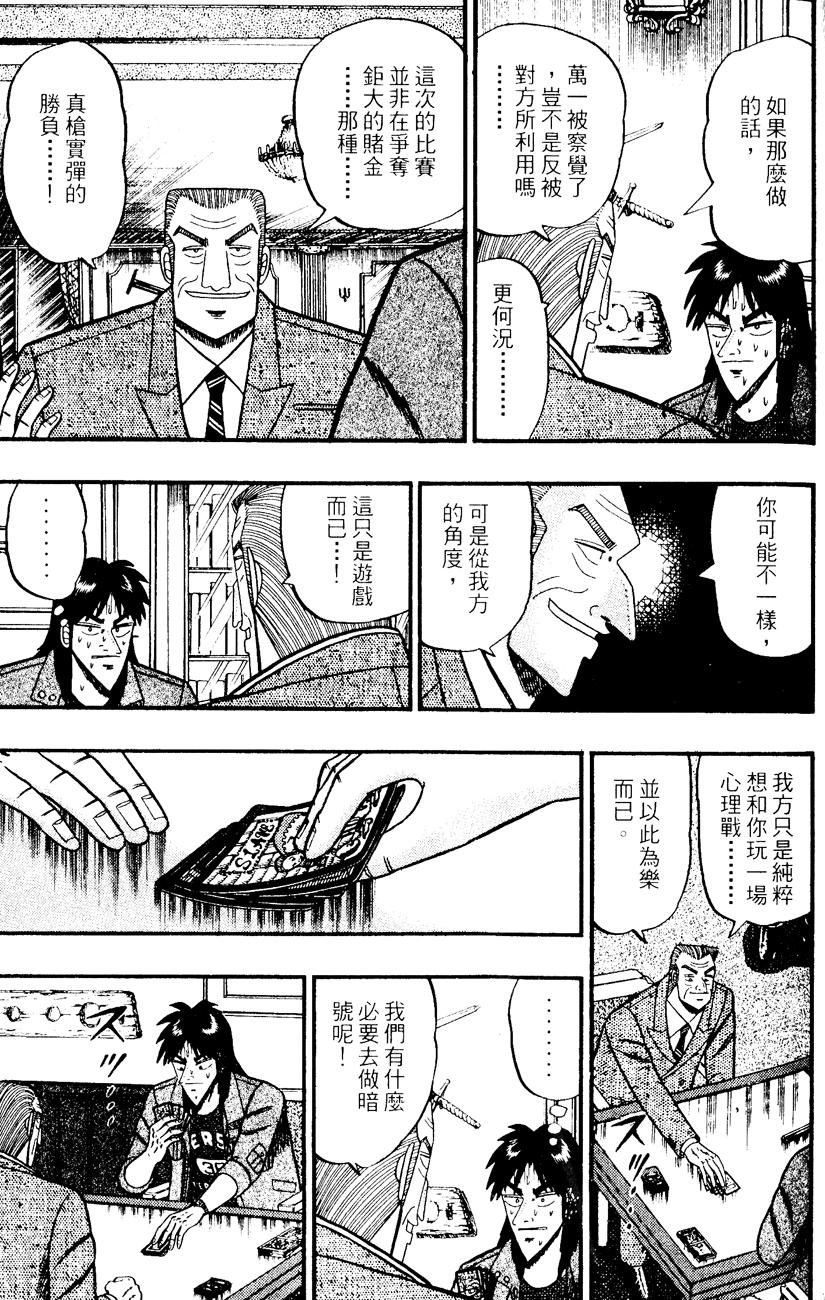 如果那麼做
的話，
萬一被察覺了
，豈不是反被
對方所利用嗎
………
更何況………
這次的比賽
並非在爭奪
鉅大的賭金
………那種………
真槍實彈的
勝負………！
你可能不一樣，
可是從我方
的角度，
這只是遊戲
而已…！
………
我方只是純粹
想和你玩一場
心理戰………
並以此為樂
而已。
ス
ッ
……
我們有什麼
必要去做暗
號呢！
ス
ッ
ERS